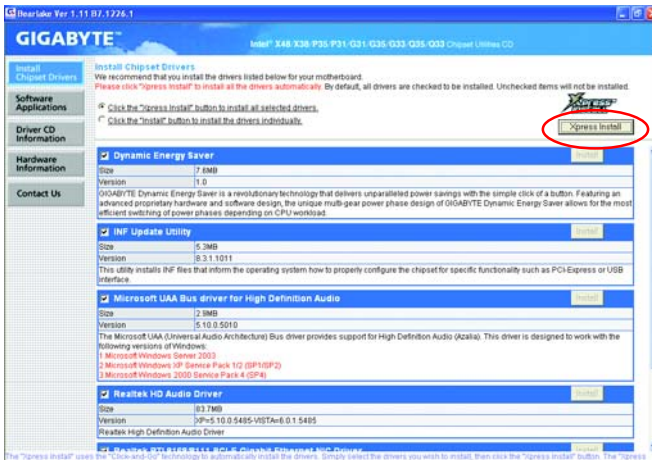 Bearlake Ver 1.11 B7.1226.1
GIGABYTE™
Intel® X48/X38/P35/P31/G31/G35/G33/Q35/Q33 Chipset Utilities CD
Install Chipset Drivers
Software Applications
Driver CD Information
Hardware Information
Contact Us
Install Chipset Drivers
We recommend that you install the drivers listed below for your motherboard.
Please click "Xpress Install" to install all the drivers automatically. By default, all drivers are checked to be installed. Unchecked items will not be installed.
Click the "Xpress Install" button to install all selected drivers.
Click the "Install" button to install the drivers individually.
Xpress
Xpress Install
Dynamic Energy Saver
Install
Size 7.6MB
Version 1.0
GIGABYTE Dynamic Energy Saver is a revolutionary technology that delivers unparalleled power savings with the simple click of a button. Featuring an
advanced proprietary hardware and software design, the unique multi-gear power phase design of GIGABYTE Dynamic Energy Saver allows for the most
efficient switching of power phases depending on CPU workload.
INF Update Utility
Install
Size 5.3MB
Version 8.3.1.1011
This utility installs INF files that inform the operating system how to properly configure the chipset for specific functionality such as PCI-Express or USB
interface.
Microsoft UAA Bus driver for High Definition Audio
Install
Size 2.9MB
Version 5.10.0.5010
The Microsoft UAA (Universal Audio Architecture) Bus driver provides support for High Definition Audio (Azalia). This driver is designed to work with the
following versions of Windows:
1.Microsoft Windows Server 2003
2.Microsoft Windows XP Service Pack 1/2 (SP1/SP2)
3.Microsoft Windows 2000 Service Pack 4 (SP4)
Realtek HD Audio Driver
Install
Size 83.7MB
Version XP=5.10.0.5485-VISTA=6.0.1.5485
Realtek High Definition Audio Driver
Realtek RTL8168/8111 PCI-E Gigabit Ethernet NIC Drives
Install
The "Xpress Install" uses the "Click-and-Go" technology to automatically install the drivers. Simply select the drivers you wish to install, then click the "Xpress Install" button. The "Xpress